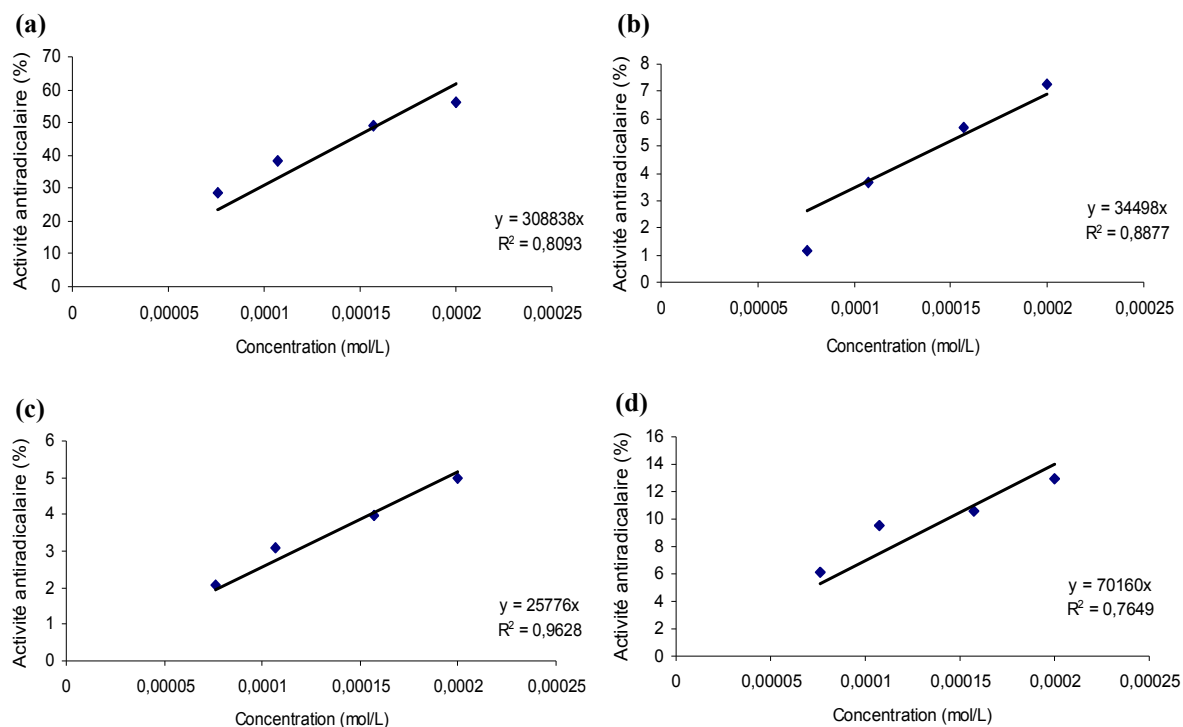 (a)
Activité antiradicalaire (%)
70
60
50
40
30
20
10
0
0 0,00005 0,0001 0,00015 0,0002 0,00025
Concentration (mol/L)
y = 308838x
R² = 0,8093
(b)
Activité antiradicalaire (%)
8
7
6
5
4
3
2
1
0
0 0,00005 0,0001 0,00015 0,0002 0,00025
Concentration (mol/L)
y = 34498x
R² = 0,8877
(c)
Activité antiradicalaire (%)
6
5
4
3
2
1
0
0 0,00005 0,0001 0,00015 0,0002 0,00025
Concentration (mol/L)
y = 25776x
R² = 0,9628
(d)
Activité antiradicalaire (%)
16
14
12
10
8
6
4
2
0
0 0,00005 0,0001 0,00015 0,0002 0,00025
Concentration (mol/L)
y = 70160x
R² = 0,7649